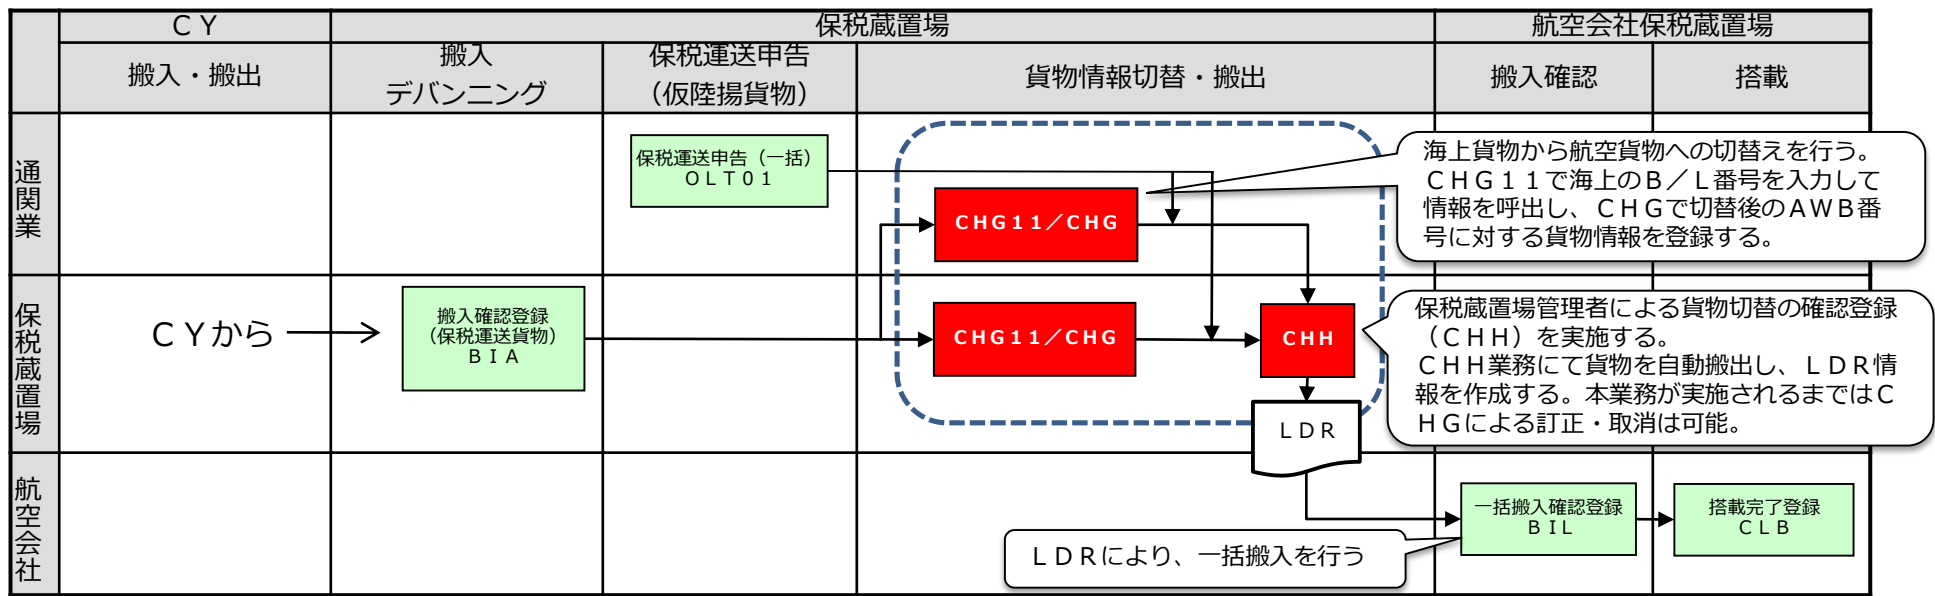 ＣＹ
保税蔵置場
航空会社保税蔵置場
搬入・搬出
搬入
デバンニング
保税運送申告
（仮陸揚貨物）
貨物情報切替・搬出
搬入確認
搭載
通関業
保税運送申告（一括）
ＯＬＴ０１
ＣＨＧ１１／ＣＨＧ
海上貨物から航空貨物への切替えを行う。
ＣＨＧ１１で海上のＢ／Ｌ番号を入力して
情報を呼出し、ＣＨＧで切替後のＡＷＢ番
号に対する貨物情報を登録する。
保税蔵置場
ＣＹから
搬入確認登録
（保税運送貨物）
ＢＩＡ
ＣＨＧ１１／ＣＨＧ
ＣＨＨ
保税蔵置場管理者による貨物切替の確認登録
（ＣＨＨ）を実施する。
ＣＨＨ業務にて貨物を自動搬出し、ＬＤＲ情
報を作成する。本業務が実施されるまではＣ
ＨＧによる訂正・取消は可能。
ＬＤＲ
航空会社
ＬＤＲにより、一括搬入を行う
一括搬入確認登録
ＢＩＬ
搭載完了登録
ＣＬＢ